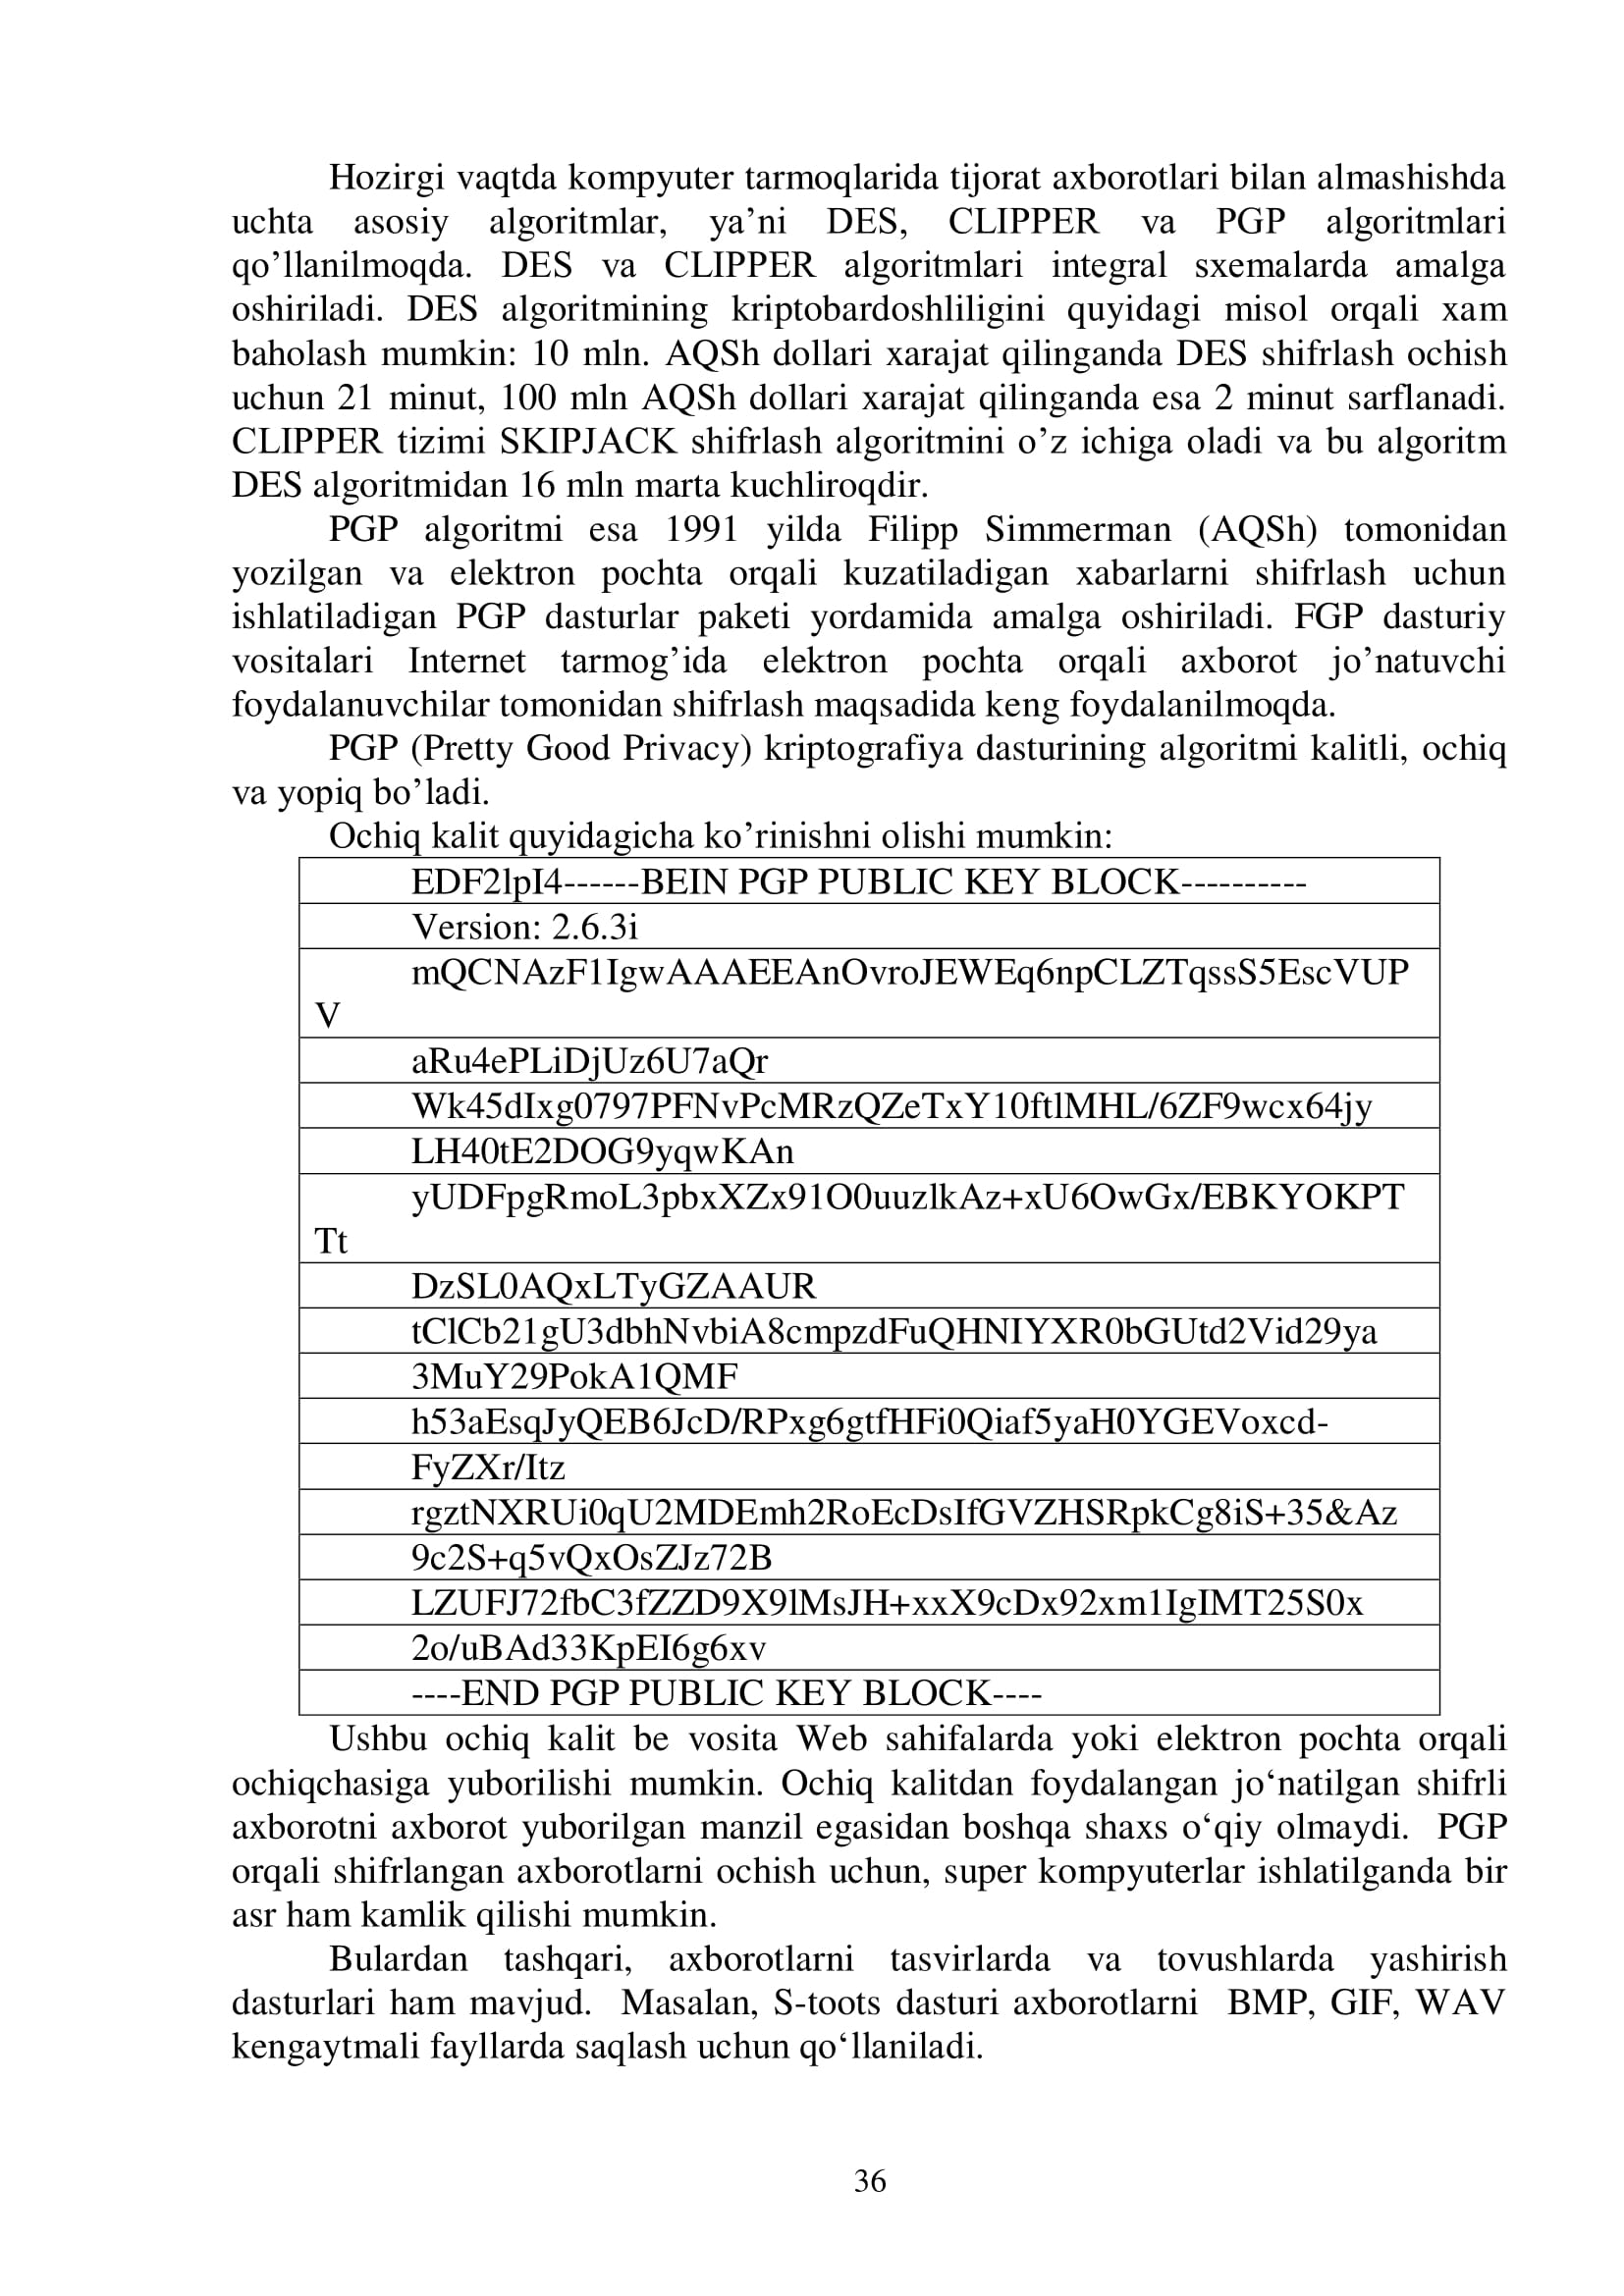 Hozirgi vaqtda kompyuter tarmoqlarida tijorat axborotlari bilan almashishda
uchta asosiy algoritmlar, ya’ni DES, CLIPPER va PGP algoritmlari
qo’llanilmoqda. DES va CLIPPER algoritmlari integral sxemalarda amalga
oshiriladi. DES algoritmining kriptobardoshliligini quyidagi misol orqali xam
baholash mumkin: 10 mln. AQSh dollari xarajat qilinganda DES shifrlash ochish
uchun 21 minut, 100 mln AQSh dollari xarajat qilinganda esa 2 minut sarflanadi.
CLIPPER tizimi SKIPJACK shifrlash algoritmini o’z ichiga oladi va bu algoritm
DES algoritmidan 16 mln marta kuchliroqdir.
PGP algoritmi esa 1991 yilda Filipp Simmerman (AQSh) tomonidan
yozilgan va elektron pochta orqali kuzatiladigan xabarlarni shifrlash uchun
ishlatiladigan PGP dasturlar paketi yordamida amalga oshiriladi. FGP dasturiy
vositalari Internet tarmog’ida elektron pochta orqali axborot jo’natuvchi
foydalanuvchilar tomonidan shifrlash maqsadida keng foydalanilmoqda.
PGP (Pretty Good Privacy) kriptografiya dasturining algoritmi kalitli, ochiq
va yopiq bo’ladi.
Ochiq kalit quyidagicha ko’rinishni olishi mumkin:
EDF2lpI4------BEIN PGP PUBLIC KEY BLOCK----------
Version: 2.6.3i
mQCNAzF1IgwAAAEEAnOvroJEWEq6npCLZTqssS5EscVUP
V
aRu4ePLiDjUz6U7aQr
Wk45dIxg0797PFNvPcMRzQZeTxY10ftlMHL/6ZF9wcx64jy
LH40tE2DOG9yqwKAn
yUDFpgRmoL3pbxXZx91O0uuzlkAz+xU6OwGx/EBKYOKPT
Tt
DzSL0AQxLTyGZAAUR
tClCb21gU3dbhNvbiA8cmpzdFuQHNIYXR0bGUtd2Vid29ya
3MuY29PokA1QMF
h53aEsqJyQEB6JcD/RPxg6gtfHFi0Qiaf5yaH0YGEVoxcd-
FyZXr/Itz
rgztNXRUi0qU2MDEmh2RoEcDsIfGVZHSRpkCg8iS+35&Az
9c2S+q5vQxOsZJz72B
LZUFJ72fbC3fZZD9X9lMsJH+xxX9cDx92xm1IgIMT25S0x
2o/uBAd33KpEI6g6xv
----END PGP PUBLIC KEY BLOCK----
Ushbu ochiq kalit be vosita Web sahifalarda yoki elektron pochta orqali
ochiqchasiga yuborilishi mumkin. Ochiq kalitdan foydalangan jo‘natilgan shifrli
axborotni axborot yuborilgan manzil egasidan boshqa shaxs o‘qiy olmaydi. PGP
orqali shifrlangan axborotlarni ochish uchun, super kompyuterlar ishlatilganda bir
asr ham kamlik qilishi mumkin.
Bulardan tashqari, axborotlarni tasvirlarda va tovushlarda yashirish
dasturlari ham mavjud. Masalan, S-toots dasturi axborotlarni BMP, GIF, WAV
kengaytmali fayllarda saqlash uchun qo‘llaniladi.
36